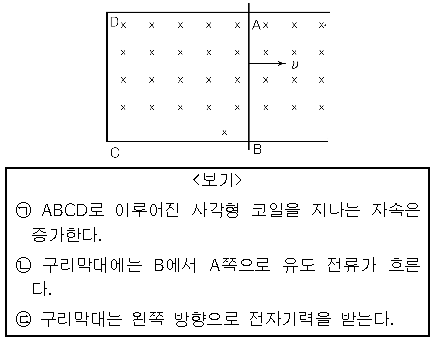 D A
ν
C B
<보기>
㉠ ABCD로 이루어진 사각형 코일을 지나는 자속은
증가한다.
㉡ 구리막대에는 B에서 A쪽으로 유도 전류가 흐른
다.
㉢ 구리막대는 왼쪽 방향으로 전자기력을 받는다.